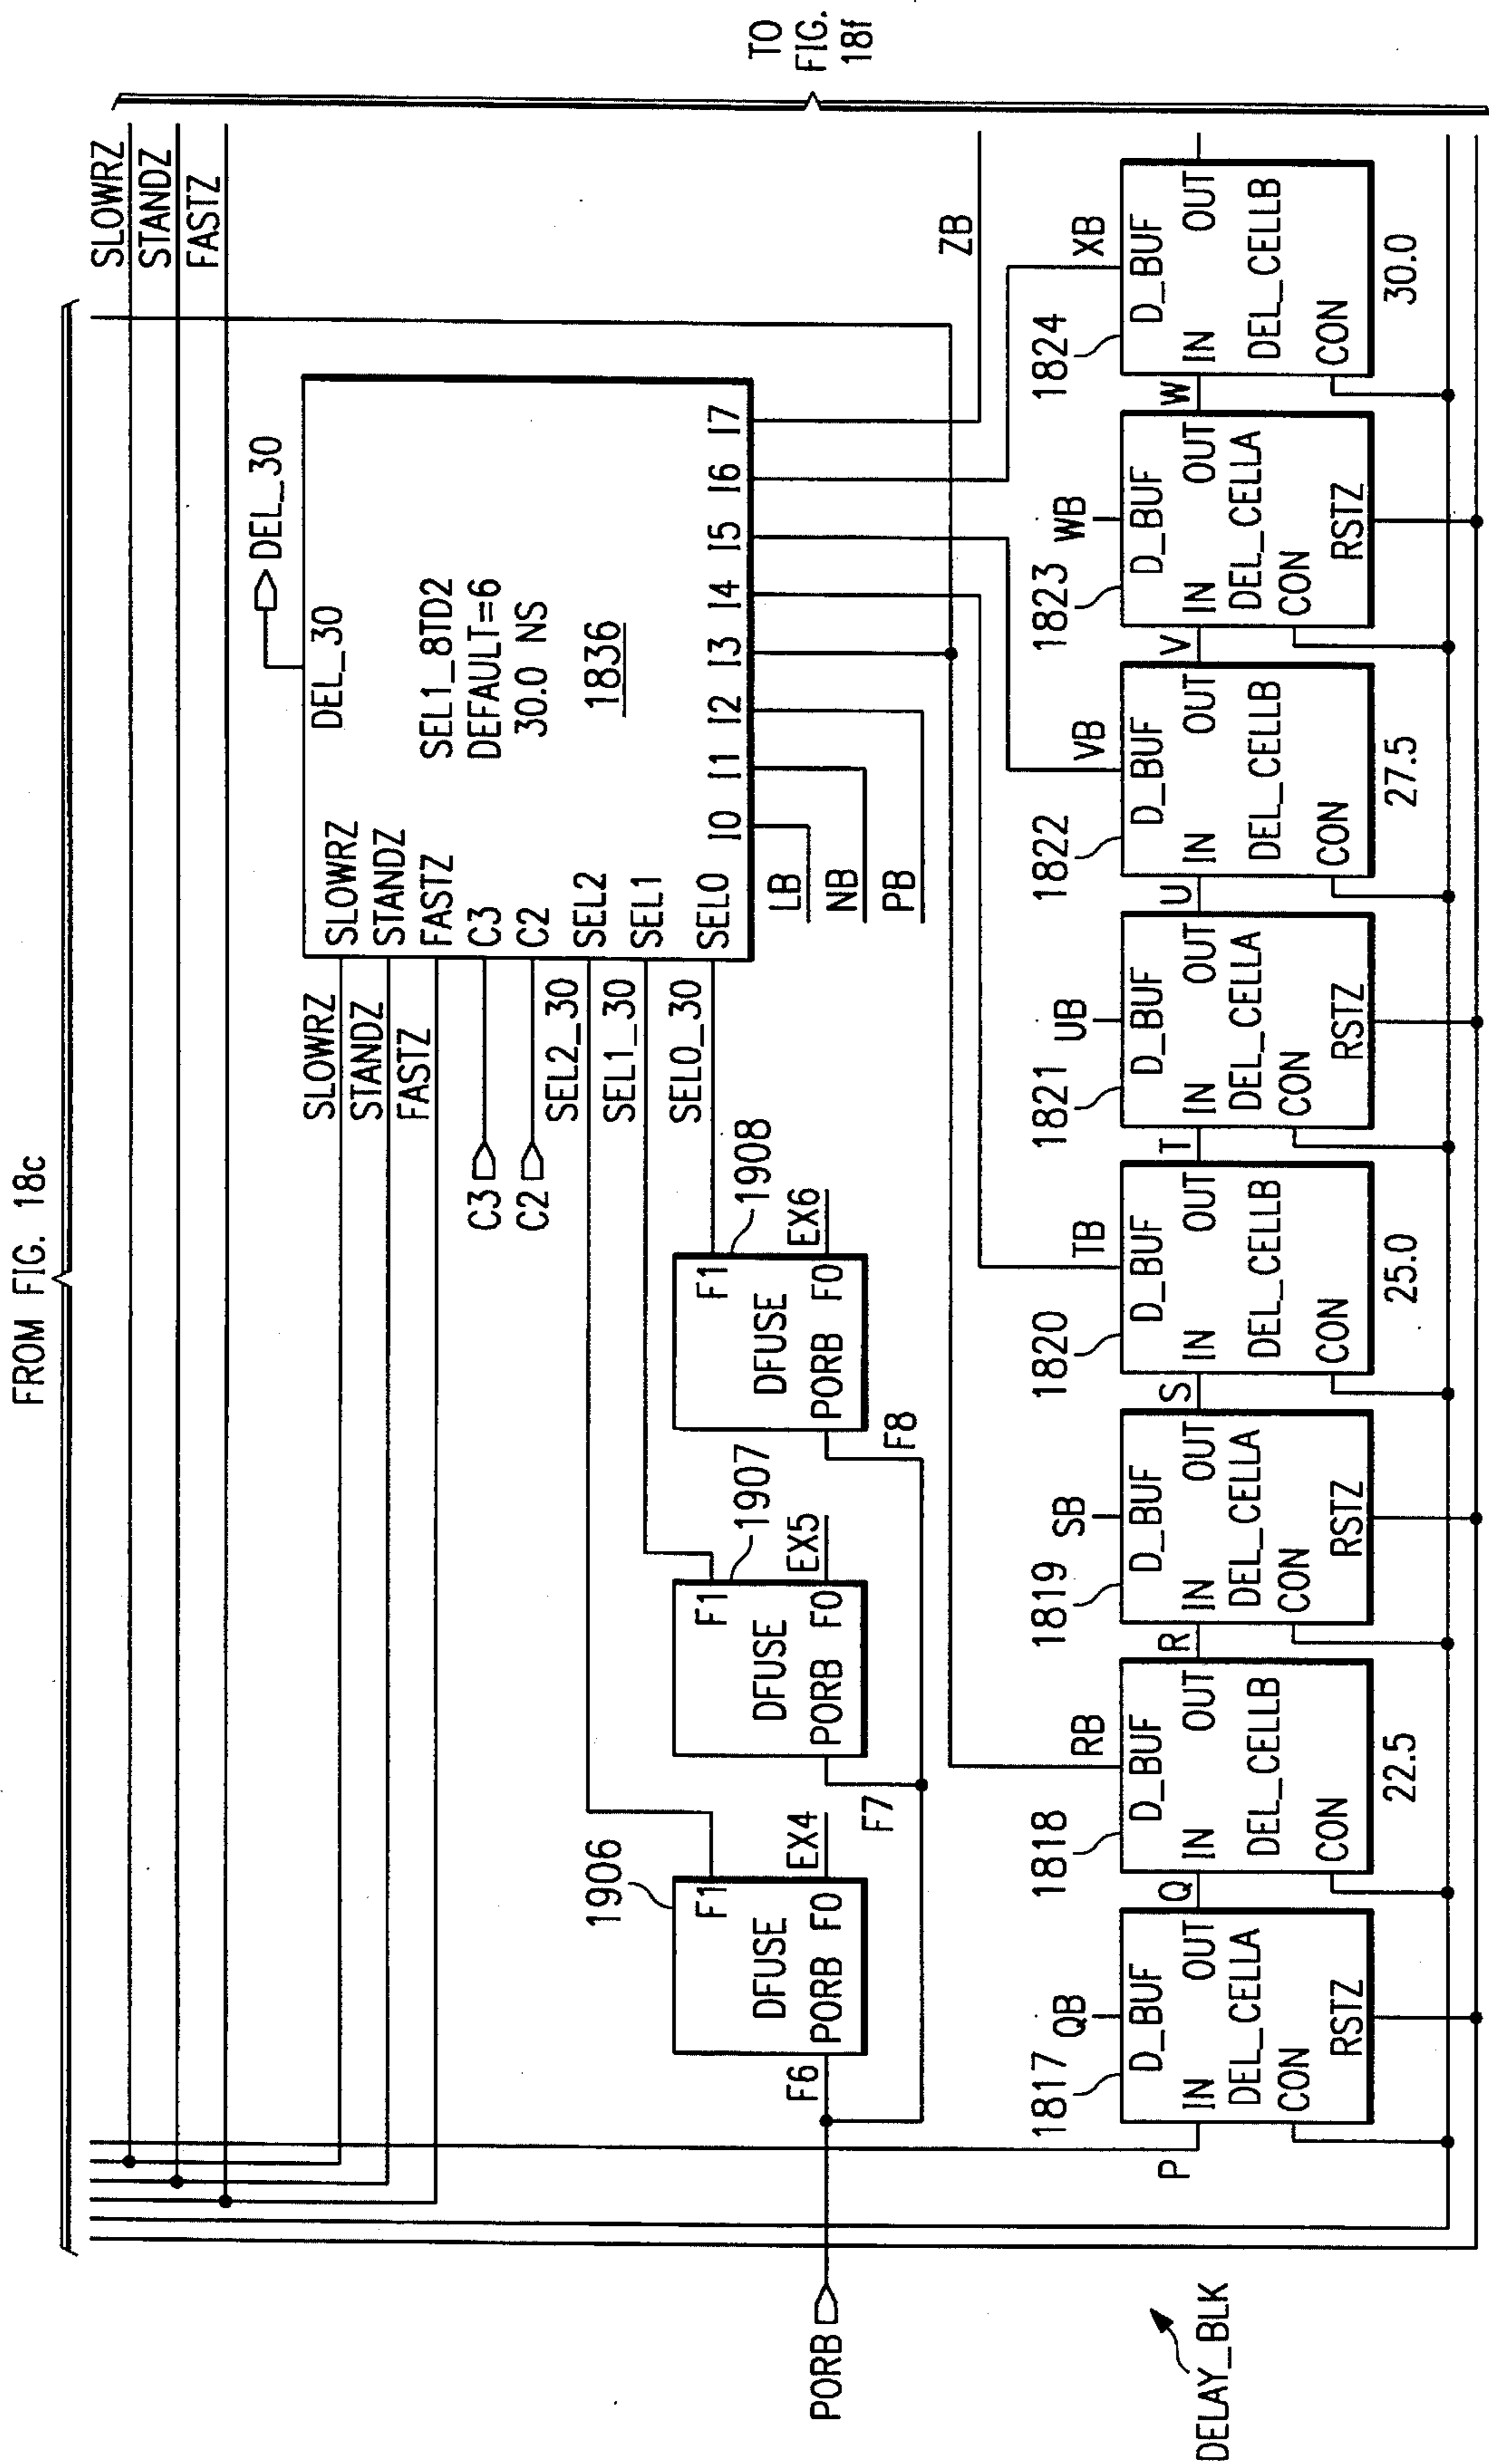 FROM FIG. 18c
TO
FIG.
18f
SLOWRZ
STANDZ
FASTZ
DEL_30
DEL_30
SEL1_8TD2
DEFAULT=6
30.0 NS
1836
SLOWRZ
STANDZ
FASTZ
C3
C2
SEL2
SEL1
SEL0
I0
I1
I2
I3
I4
I5
I6
I7
SLOWRZ
STANDZ
FASTZ
C3
C2
SEL2_30
SEL1_30
SEL0_30
LB
NB
PB
ZB
1906
F1
DFUSE
PORB F0
EX4
F6
1907
F1
DFUSE
PORB F0
EX5
F7
1908
F1
DFUSE
PORB F0
EX6
F8
PORB
DELAY_BLK
P
1817
QB
D_BUF
IN OUT
DEL_CELLA
CON
RSTZ
Q
1818
RB
D_BUF
IN OUT
DEL_CELLB
CON
22.5
R
1819
SB
D_BUF
IN OUT
DEL_CELLA
CON
RSTZ
S
1820
TB
D_BUF
IN OUT
DEL_CELLB
CON
25.0
T
1821
UB
D_BUF
IN OUT
DEL_CELLA
CON
RSTZ
U
1822
VB
D_BUF
IN OUT
DEL_CELLB
CON
27.5
V
1823
WB
D_BUF
IN OUT
DEL_CELLA
CON
RSTZ
W
1824
XB
D_BUF
IN OUT
DEL_CELLB
CON
30.0